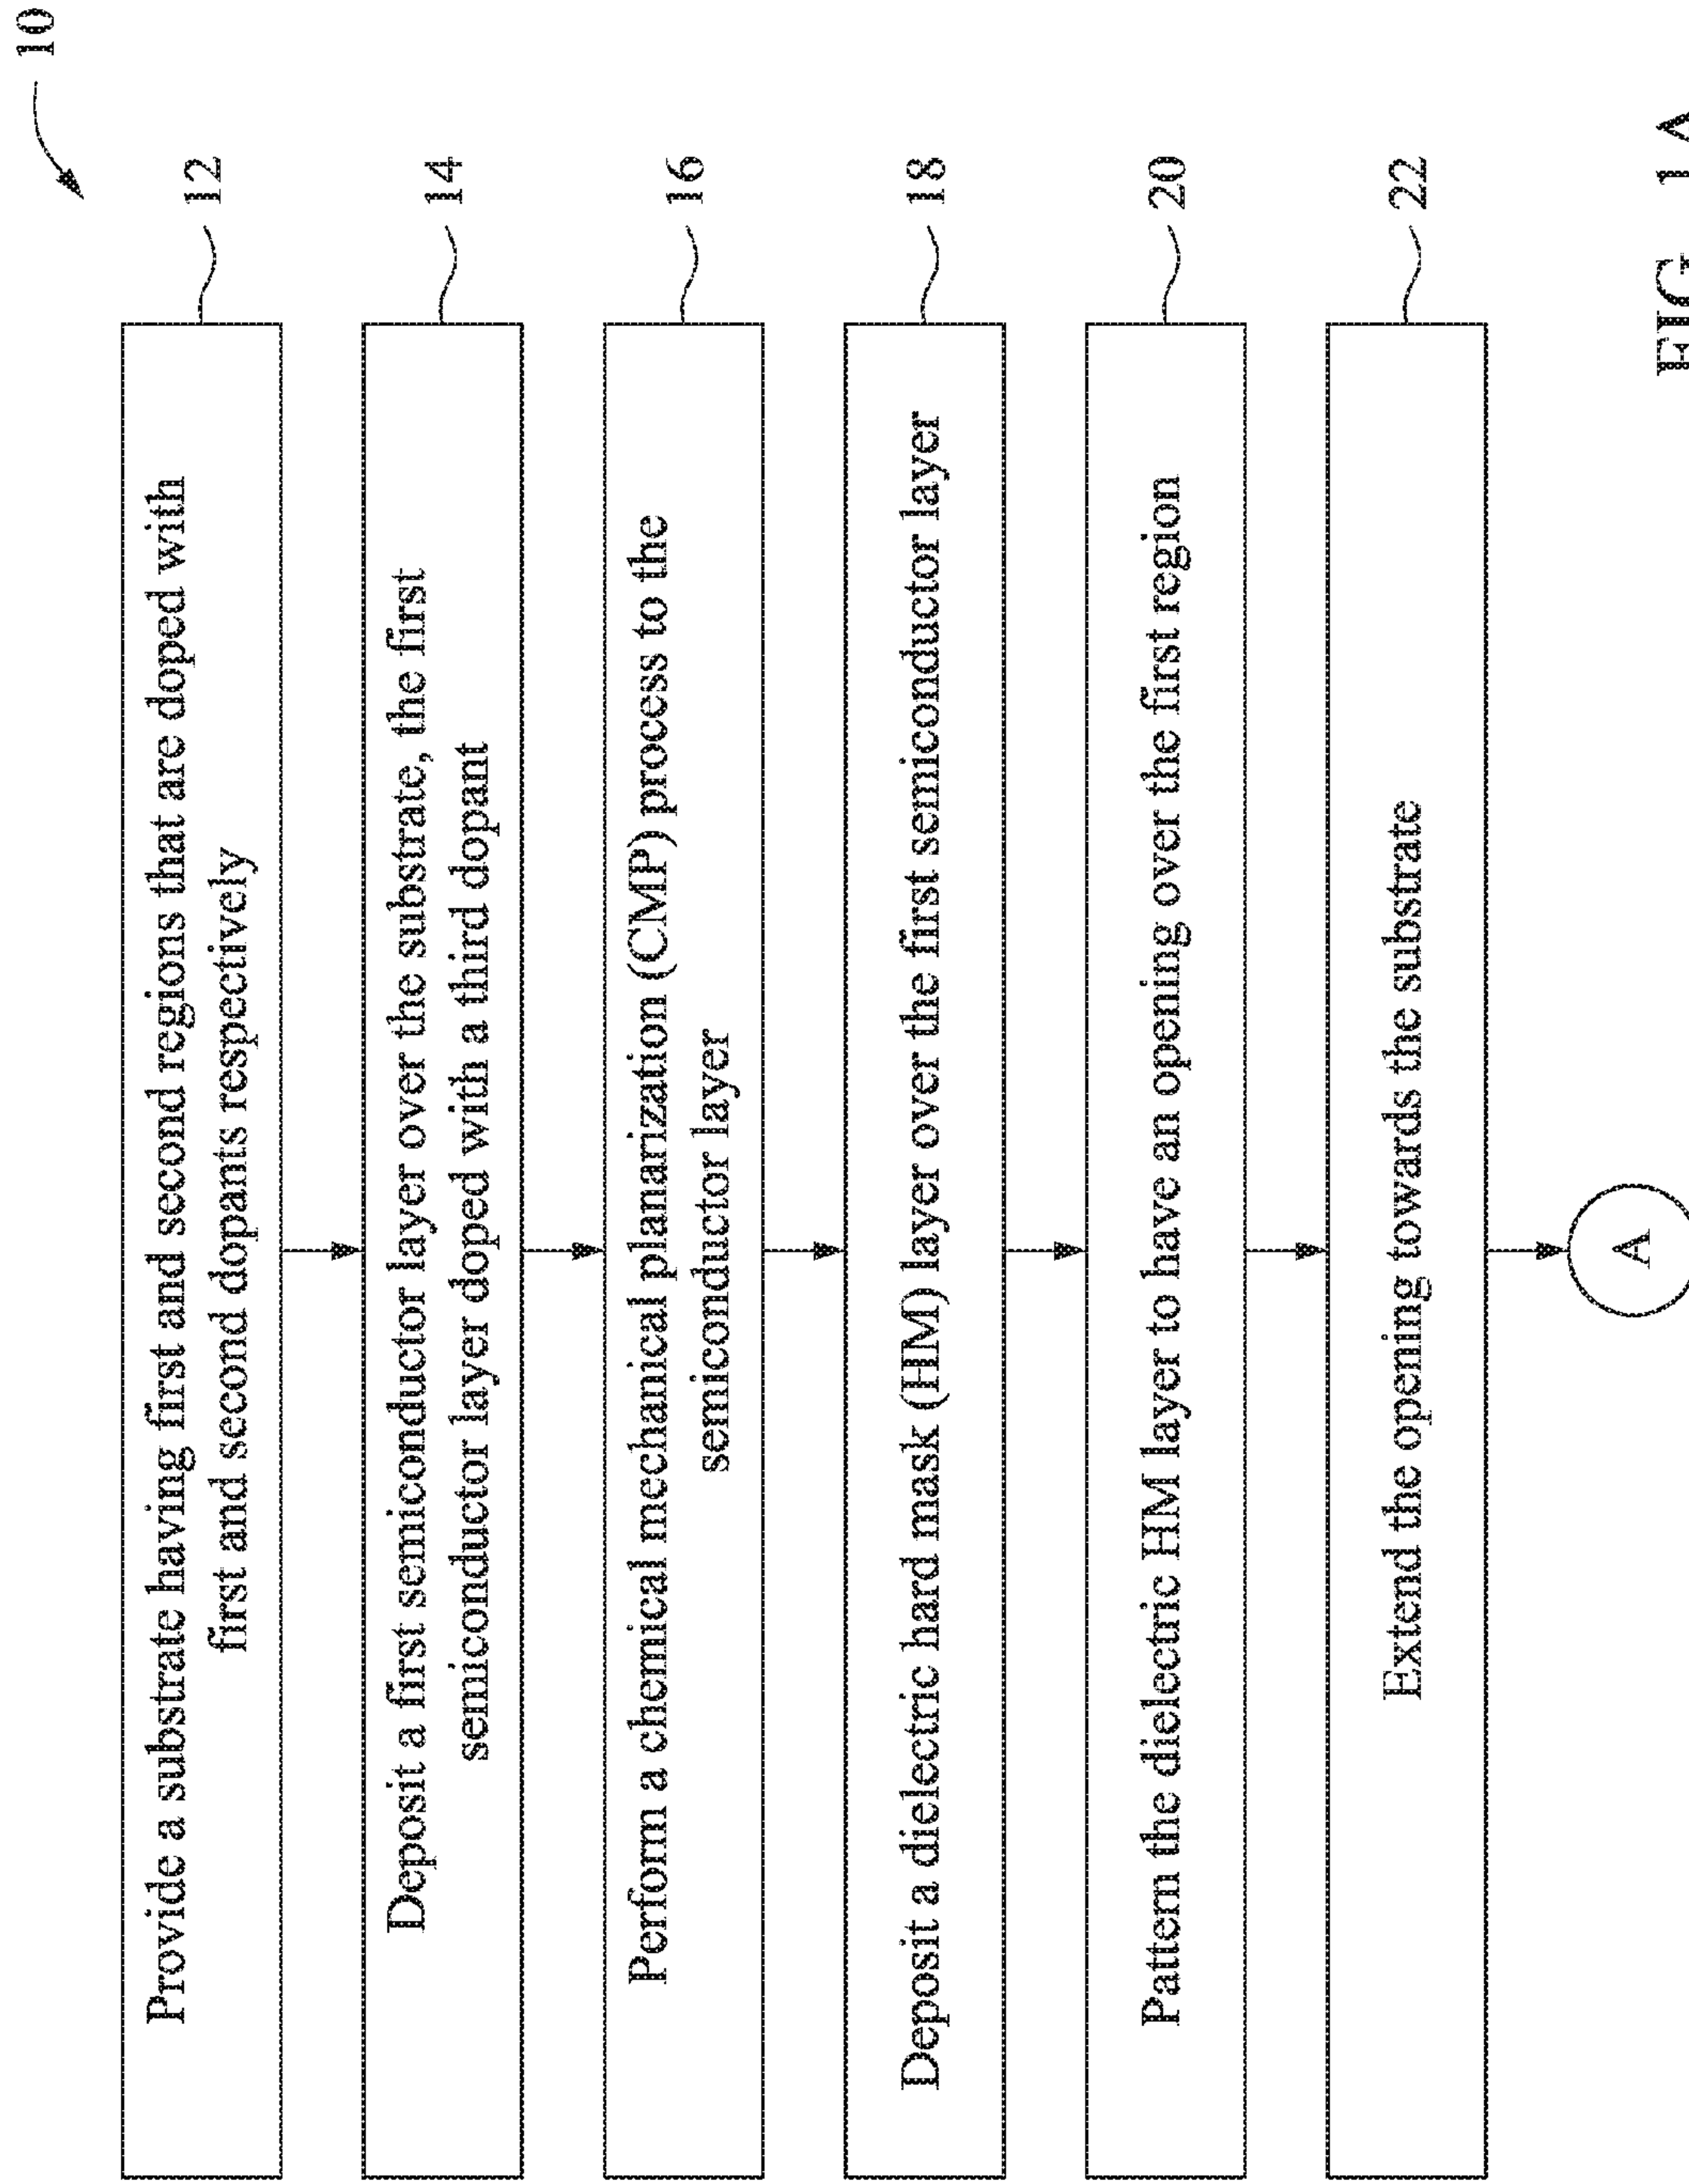 10
Provide a substrate having first and second regions that are doped with
first and second dopants respectively
12
Deposit a first semiconductor layer over the substrate, the first
semiconductor layer doped with a third dopant
14
Perform a chemical mechanical planarization (CMP) process to the
semiconductor layer
16
Deposit a dielectric hard mask (HM) layer over the first semiconductor layer
18
Pattern the dielectric HM layer to have an opening over the first region
20
Extend the opening towards the substrate
22
A
FIG. 1A